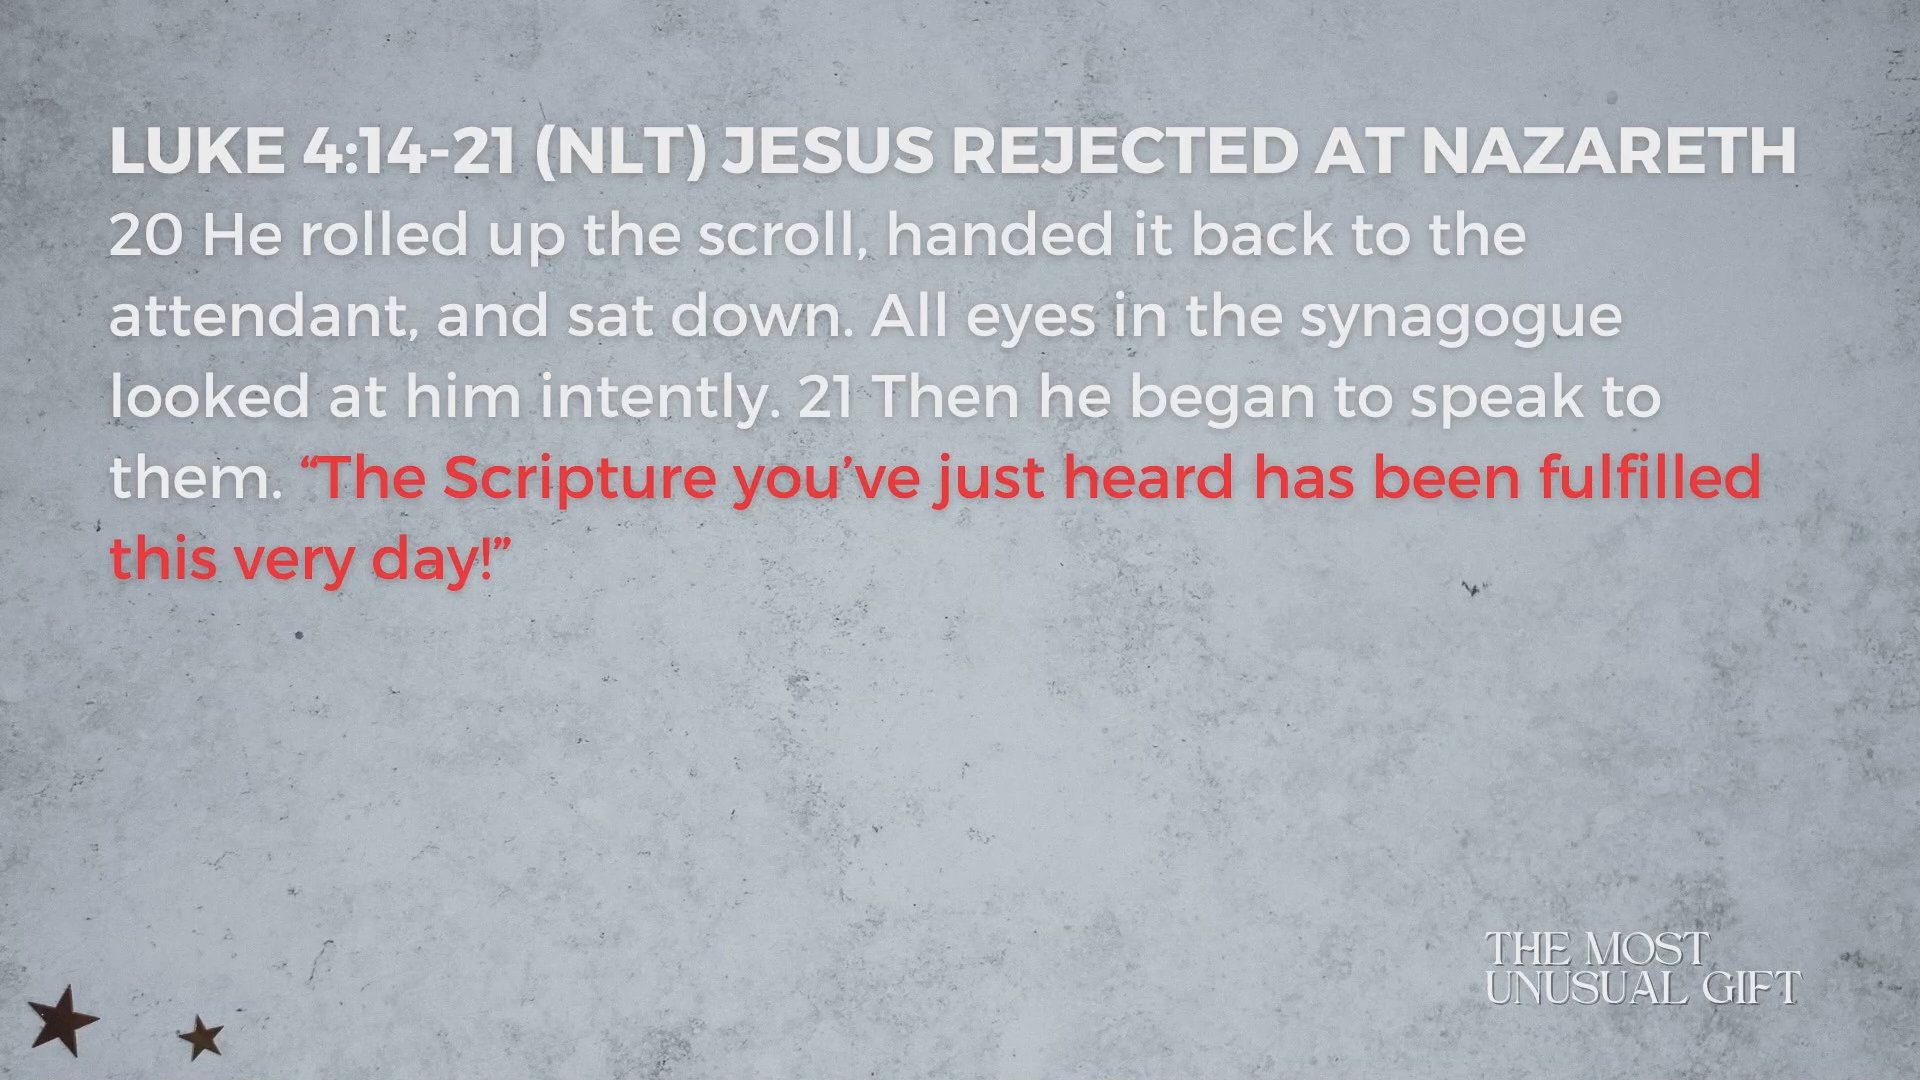 LUKE 4:14-21 (NLT) JESUS REJECTED AT NAZARETH
20 He rolled up the scroll, handed it back to the
attendant, and sat down. All eyes in the synagogue
looked at him intently. 21 Then he began to speak to
them. “The Scripture you’ve just heard has been fulfilled
this very day!”
THE MOST
UNUSUAL GIFT